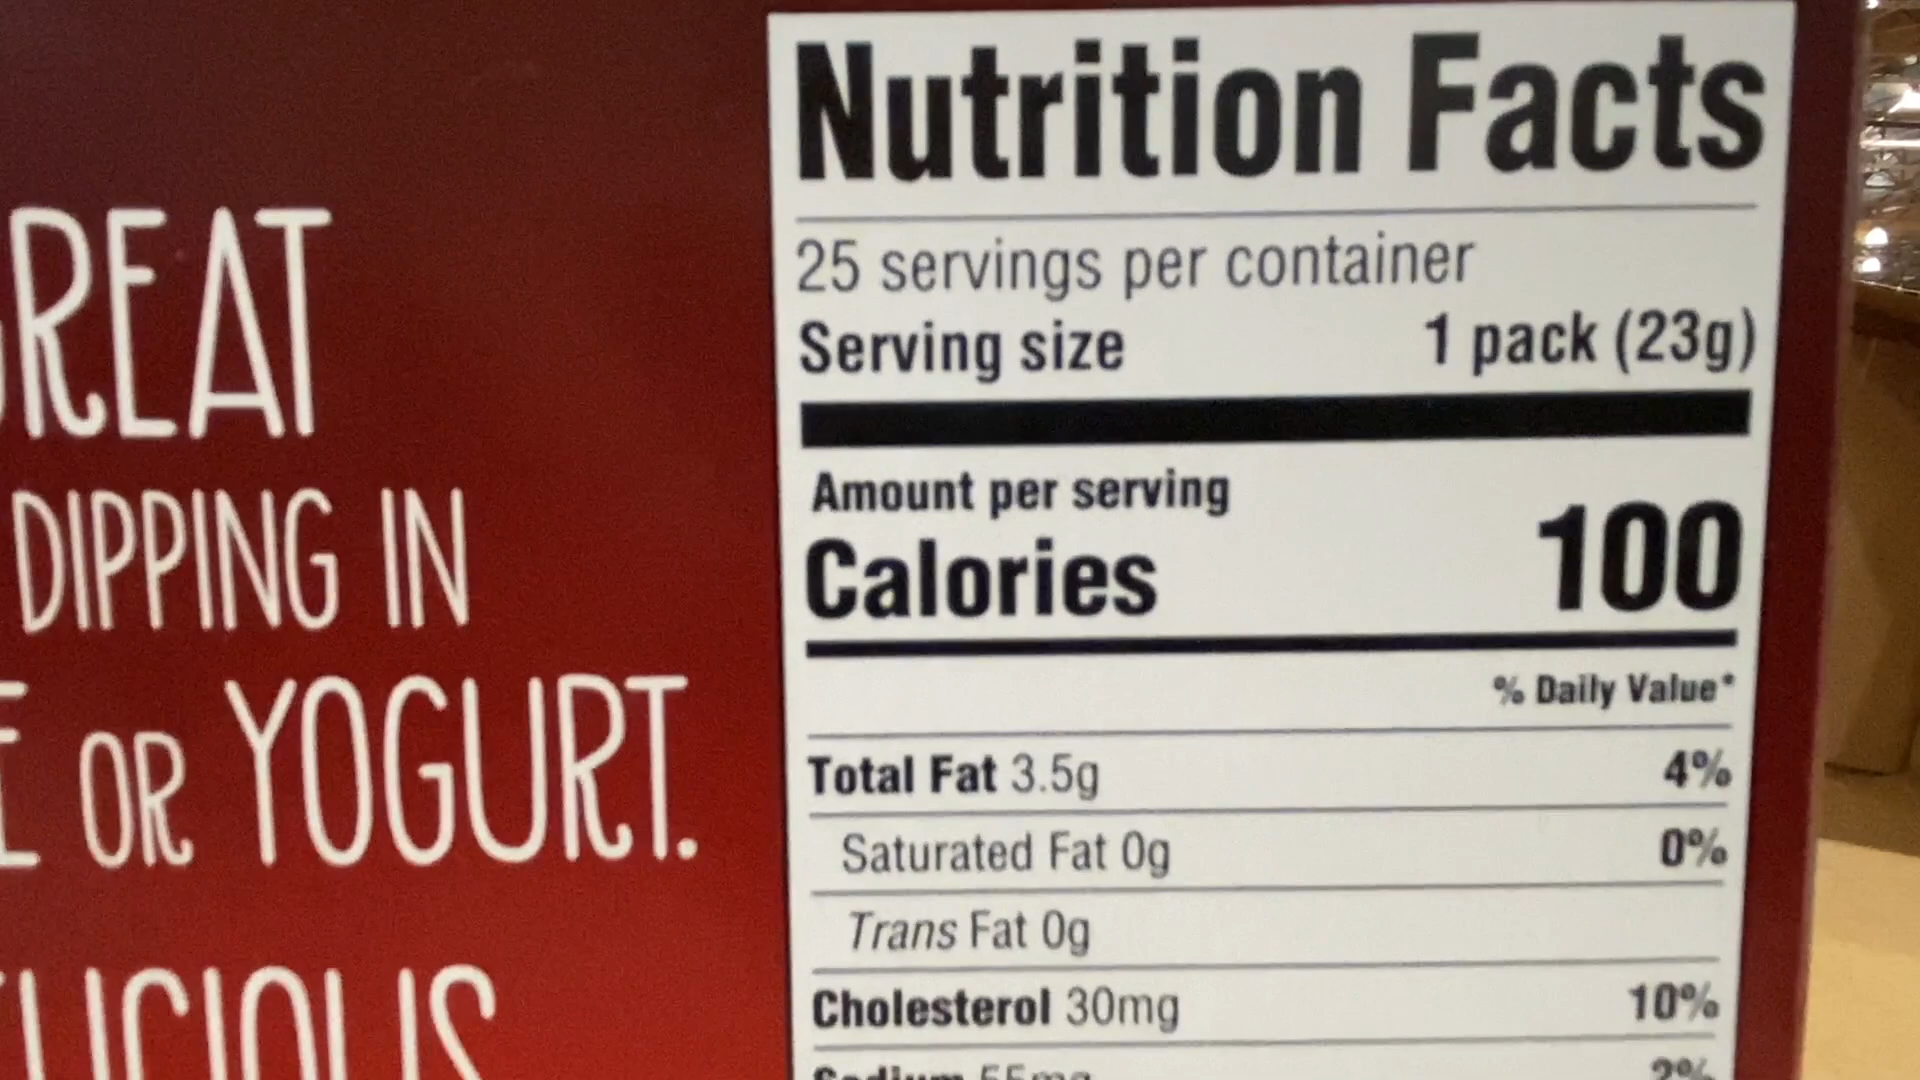 GREAT
DIPPING IN
OR YOGURT.
Nutrition Facts
25 servings per container
Serving size 1 pack (23g)
Amount per serving
Calories 100
% Daily Value*
Total Fat 3.5g 4%
Saturated Fat 0g 0%
Trans Fat 0g
Cholesterol 30mg 10%
Sodium 55mg 2%